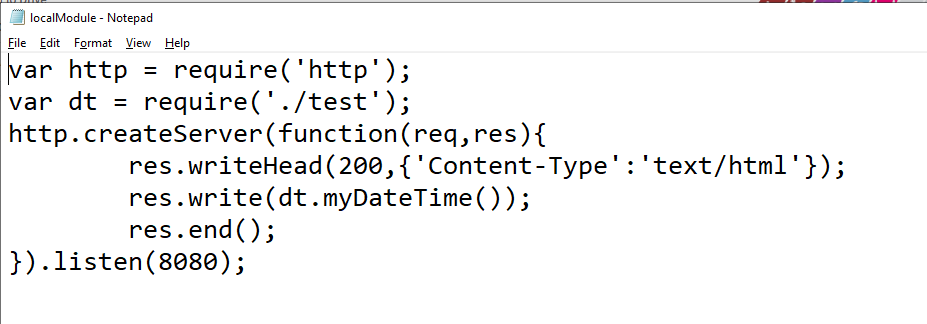 localModule - Notepad
File Edit Format View Help
var http = require('http');
var dt = require('./test');
http.createServer(function(req,res){
        res.writeHead(200,{'Content-Type':'text/html'});
        res.write(dt.myDateTime());
        res.end();
}).listen(8080);